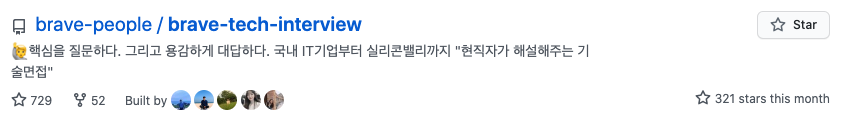 brave-people / brave-tech-interview
Star
🙋핵심을 질문하다. 그리고 용감하게 대답하다. 국내 IT기업부터 실리콘밸리까지 "현직자가 해설해주는 기
술면접"
729 52 Built by 321 stars this month